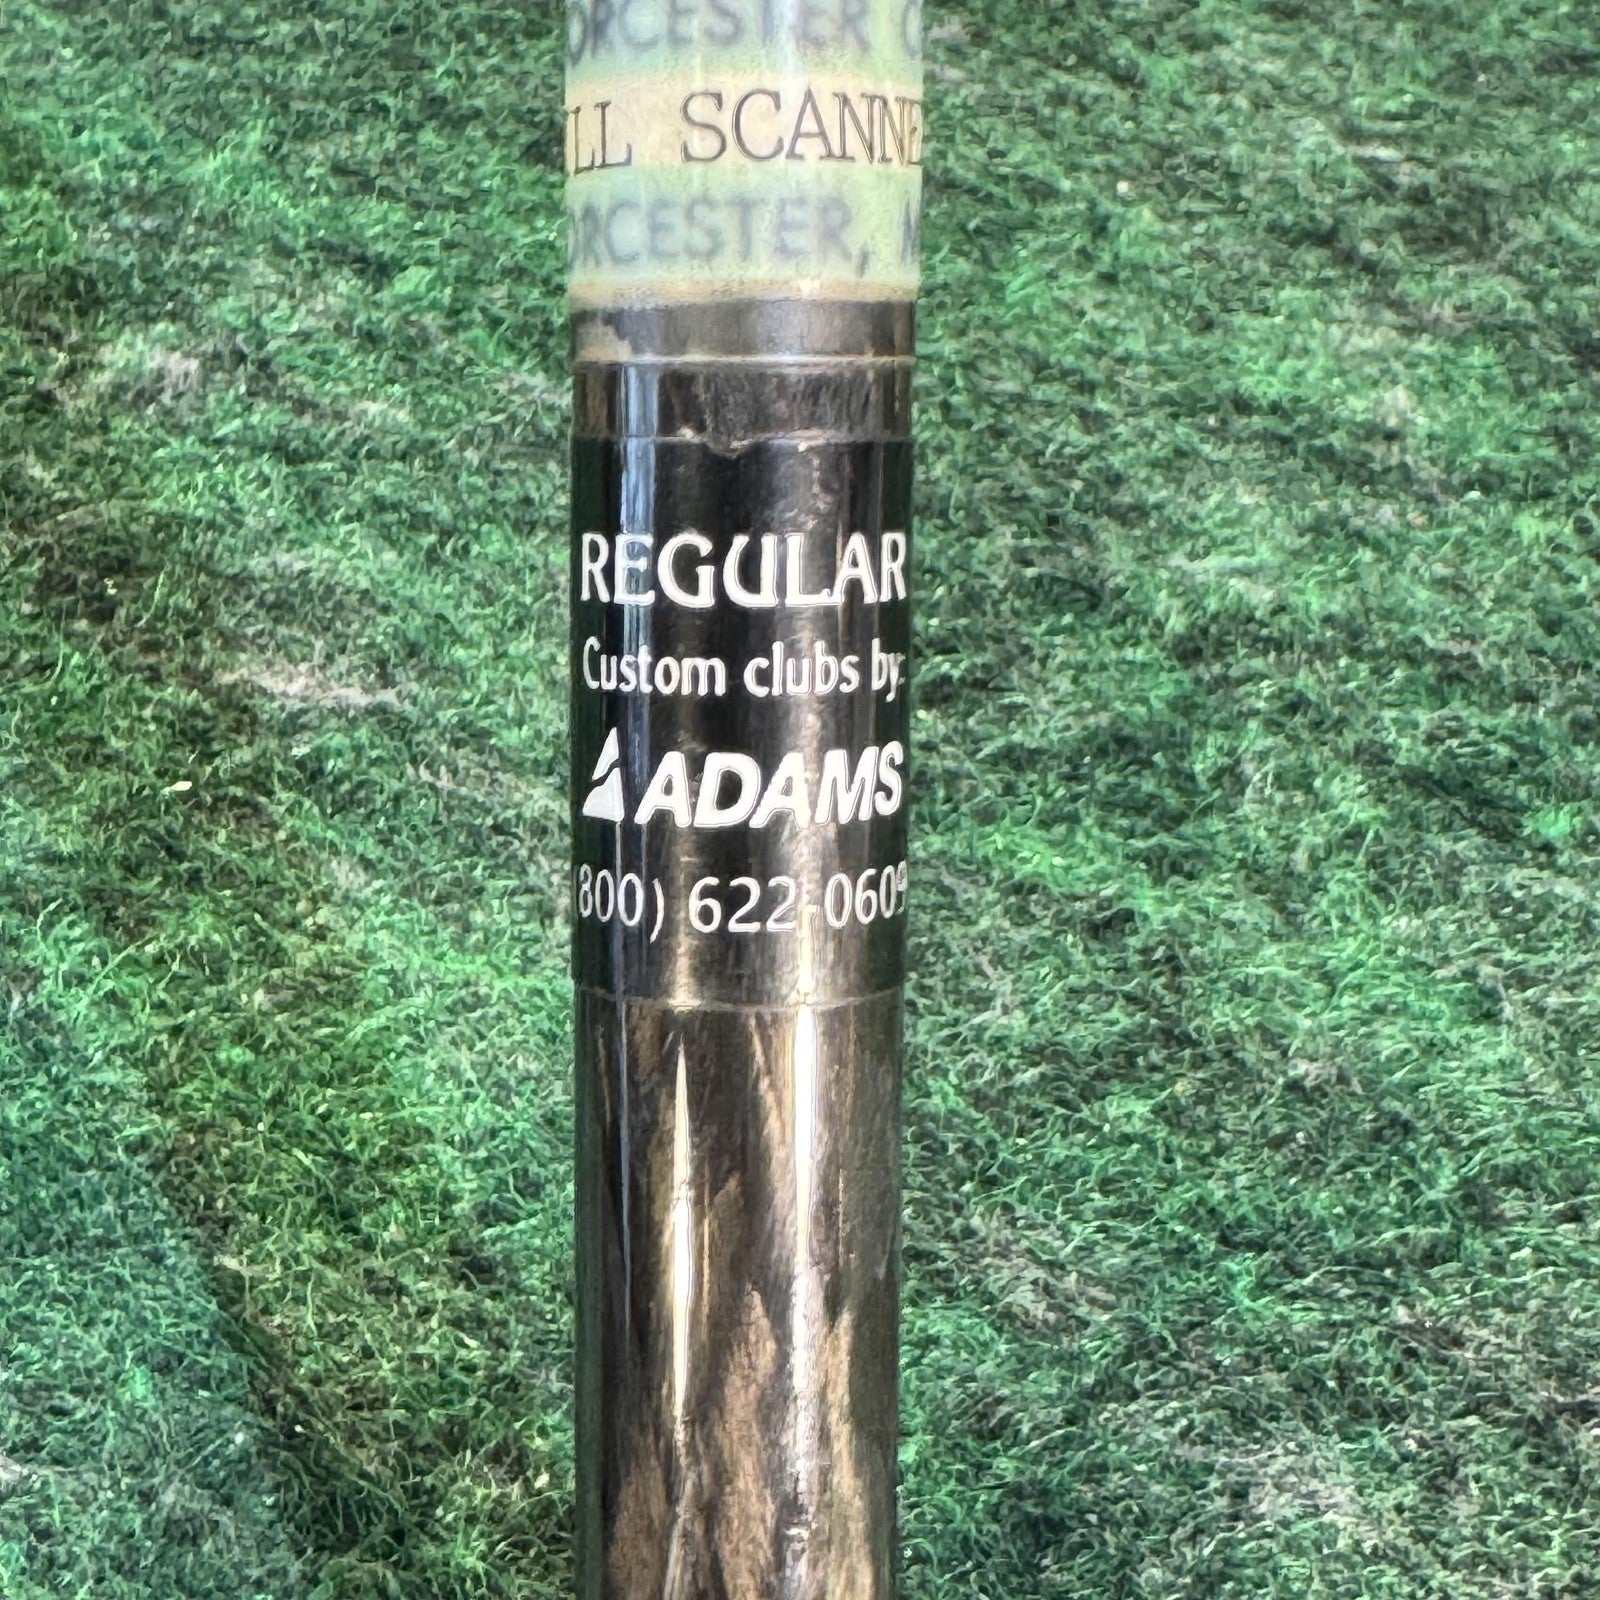 ORCESTER C
LL SCANNE
ORCESTER, M
REGULAR
Custom clubs by
ADAMS
800) 622-0609